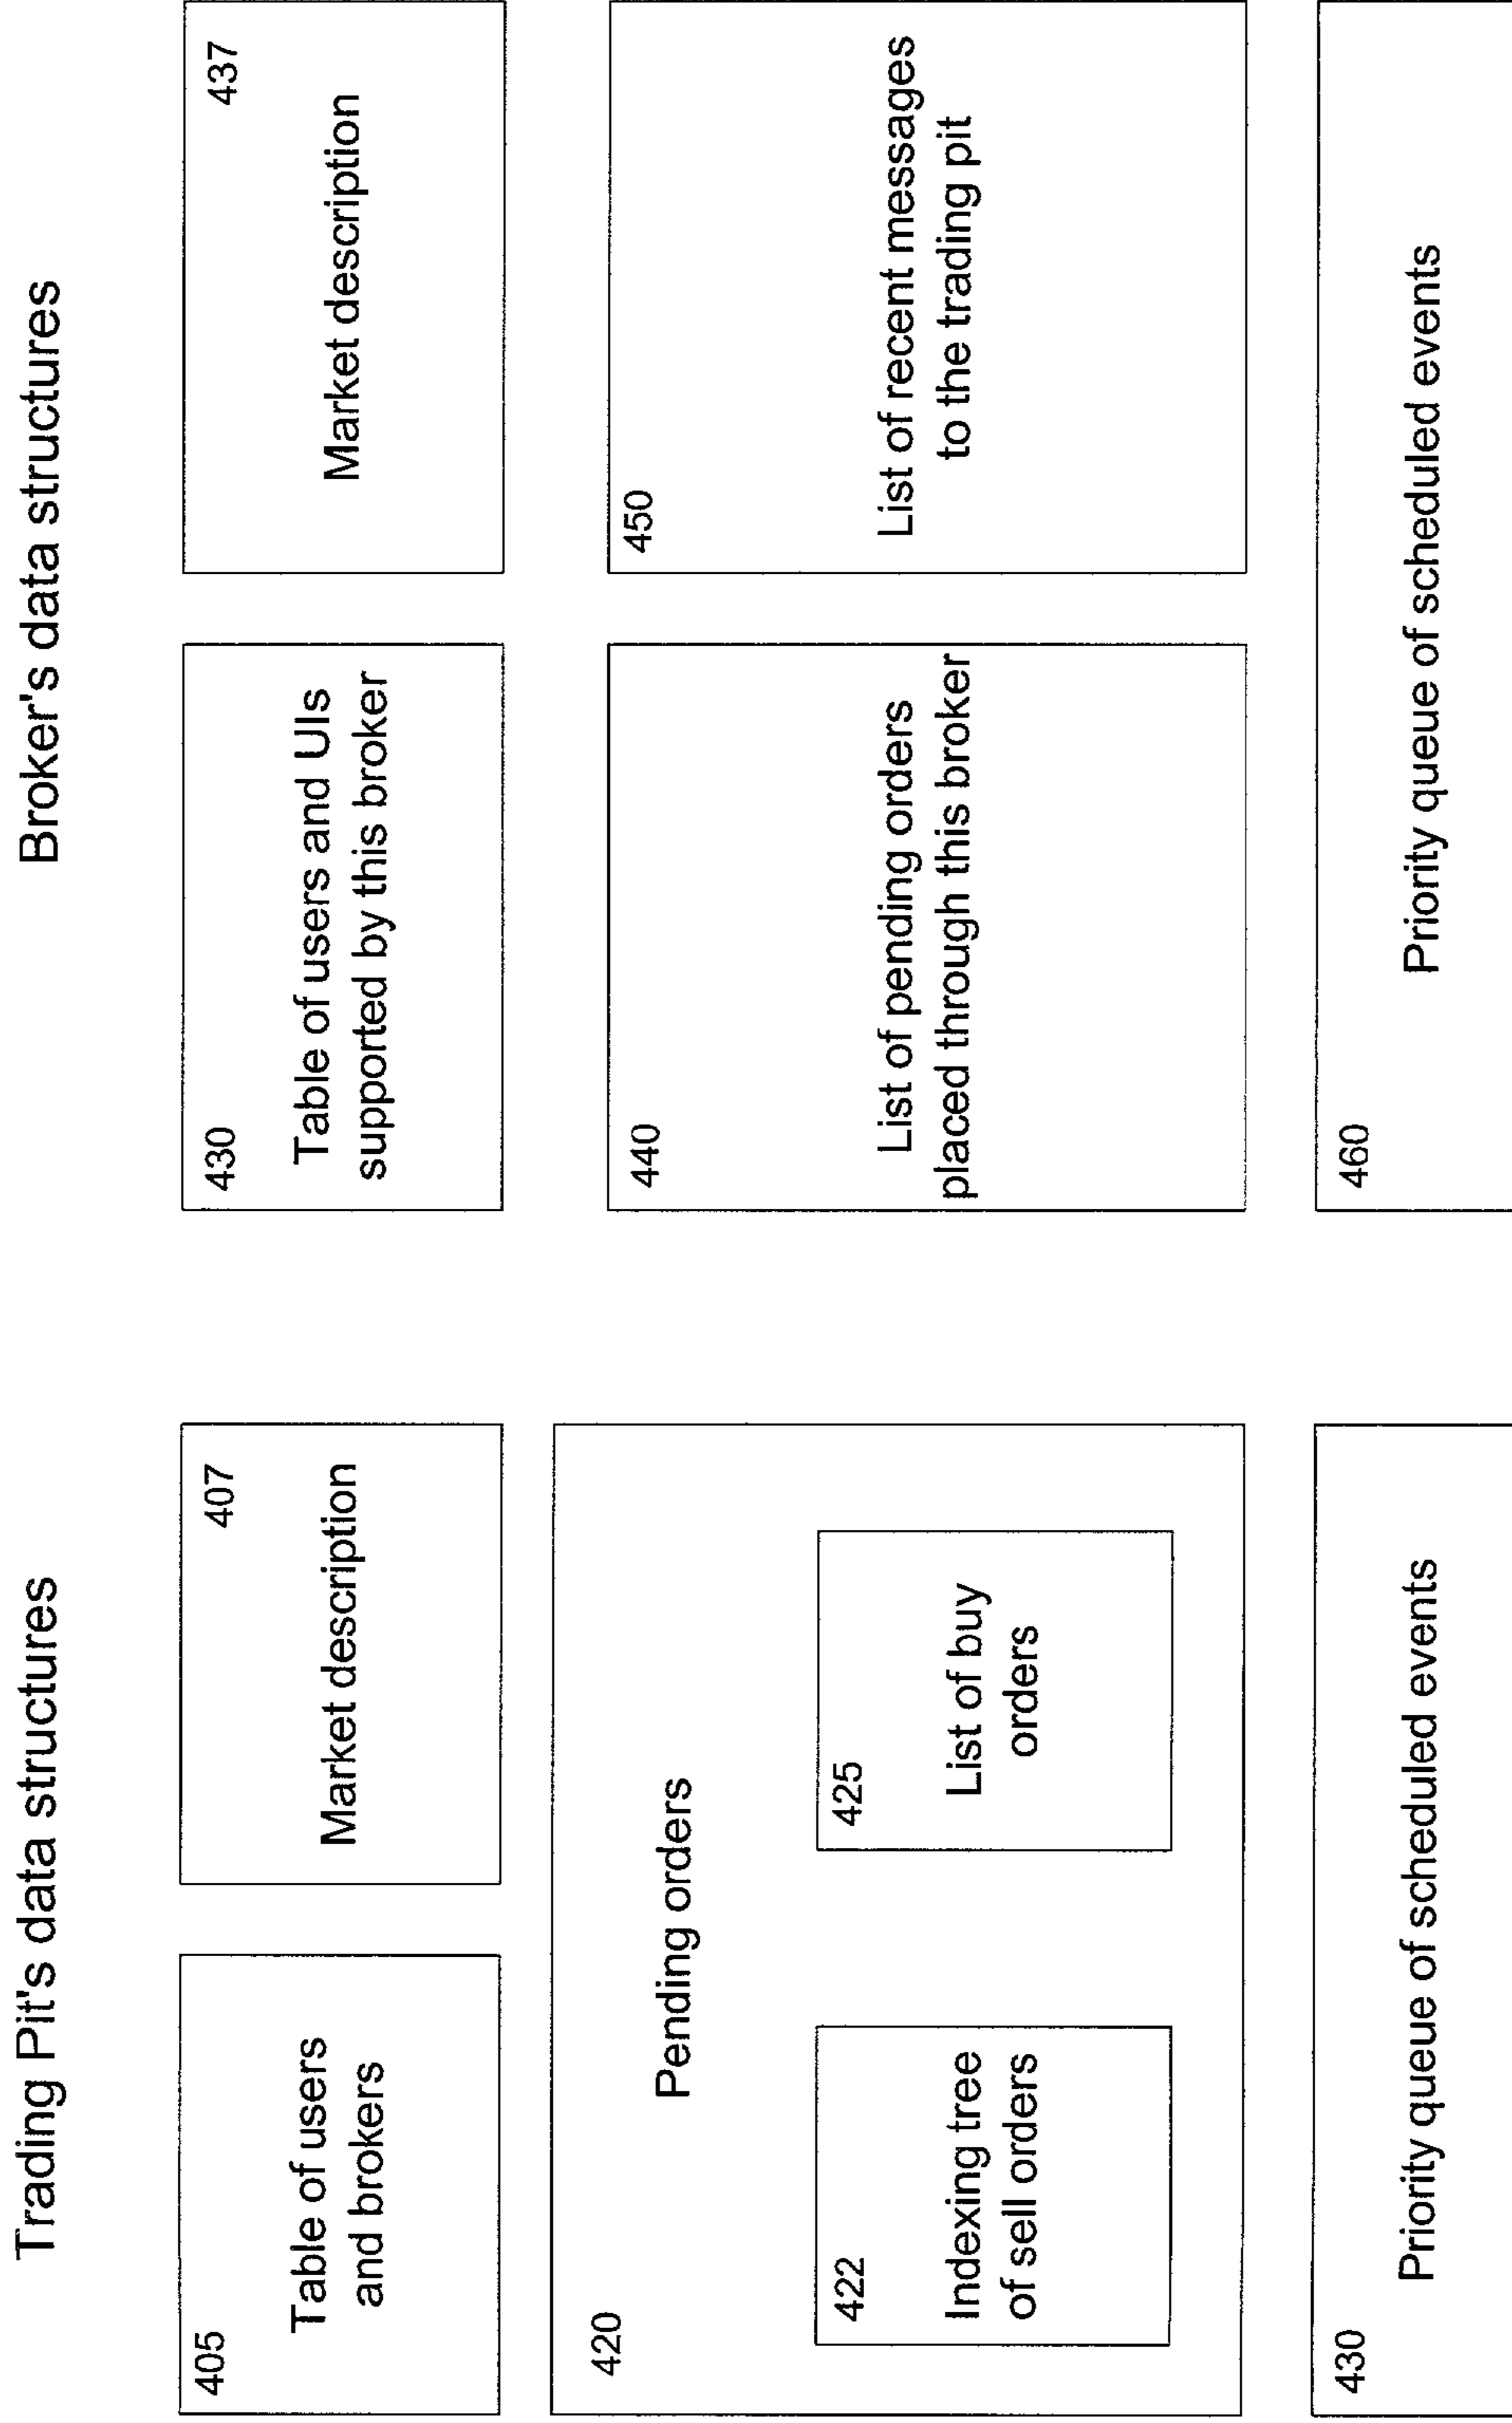 Trading Pit's data structures
405
Table of users
and brokers
407
Market description
420
Pending orders
422
Indexing tree
of sell orders
425
List of buy
orders
430
Priority queue of scheduled events
Broker's data structures
430
Table of users and UIs
supported by this broker
437
Market description
440
List of pending orders
placed through this broker
450
List of recent messages
to the trading pit
460
Priority queue of scheduled events